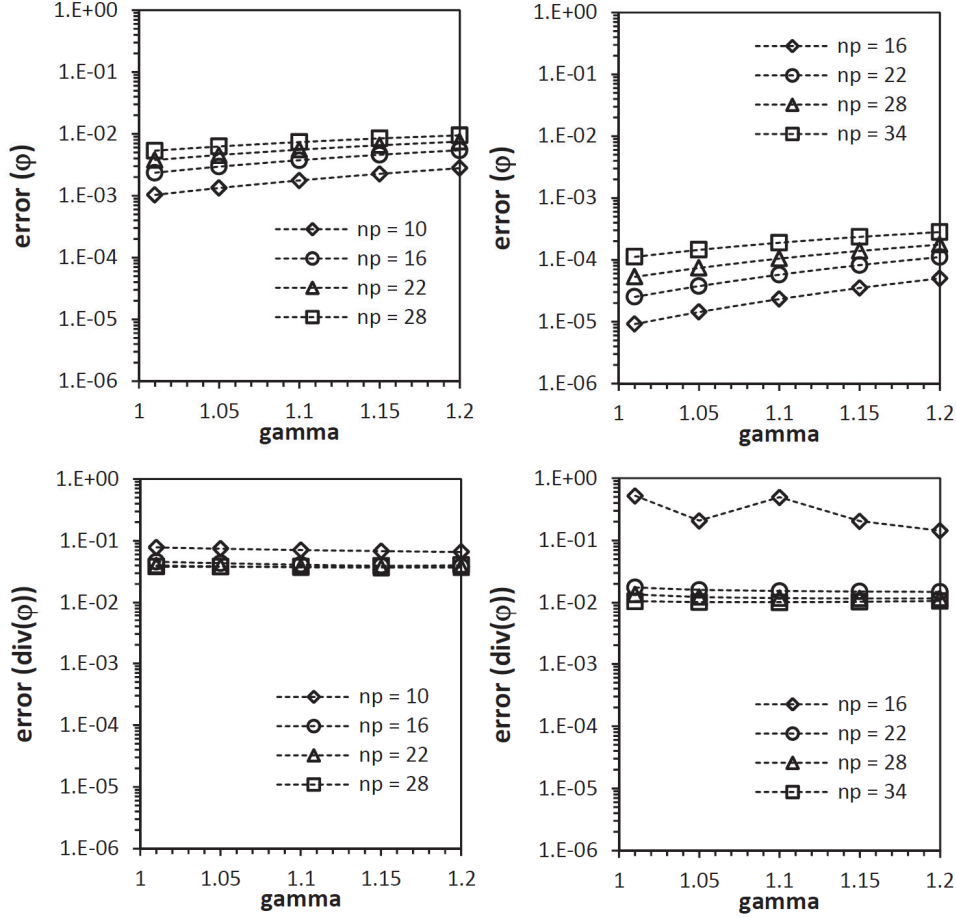 1.E+00
1.E-01
1.E-02
1.E-03
1.E-04
1.E-05
1.E-06
error (φ)
np = 10
np = 16
np = 22
np = 28
1
1.05
1.1
1.15
1.2
gamma
1.E+00
1.E-01
1.E-02
1.E-03
1.E-04
1.E-05
1.E-06
error (φ)
np = 16
np = 22
np = 28
np = 34
1
1.05
1.1
1.15
1.2
gamma
1.E+00
1.E-01
1.E-02
1.E-03
1.E-04
1.E-05
1.E-06
error (div(φ))
np = 10
np = 16
np = 22
np = 28
1
1.05
1.1
1.15
1.2
gamma
1.E+00
1.E-01
1.E-02
1.E-03
1.E-04
1.E-05
1.E-06
error (div(φ))
np = 16
np = 22
np = 28
np = 34
1
1.05
1.1
1.15
1.2
gamma